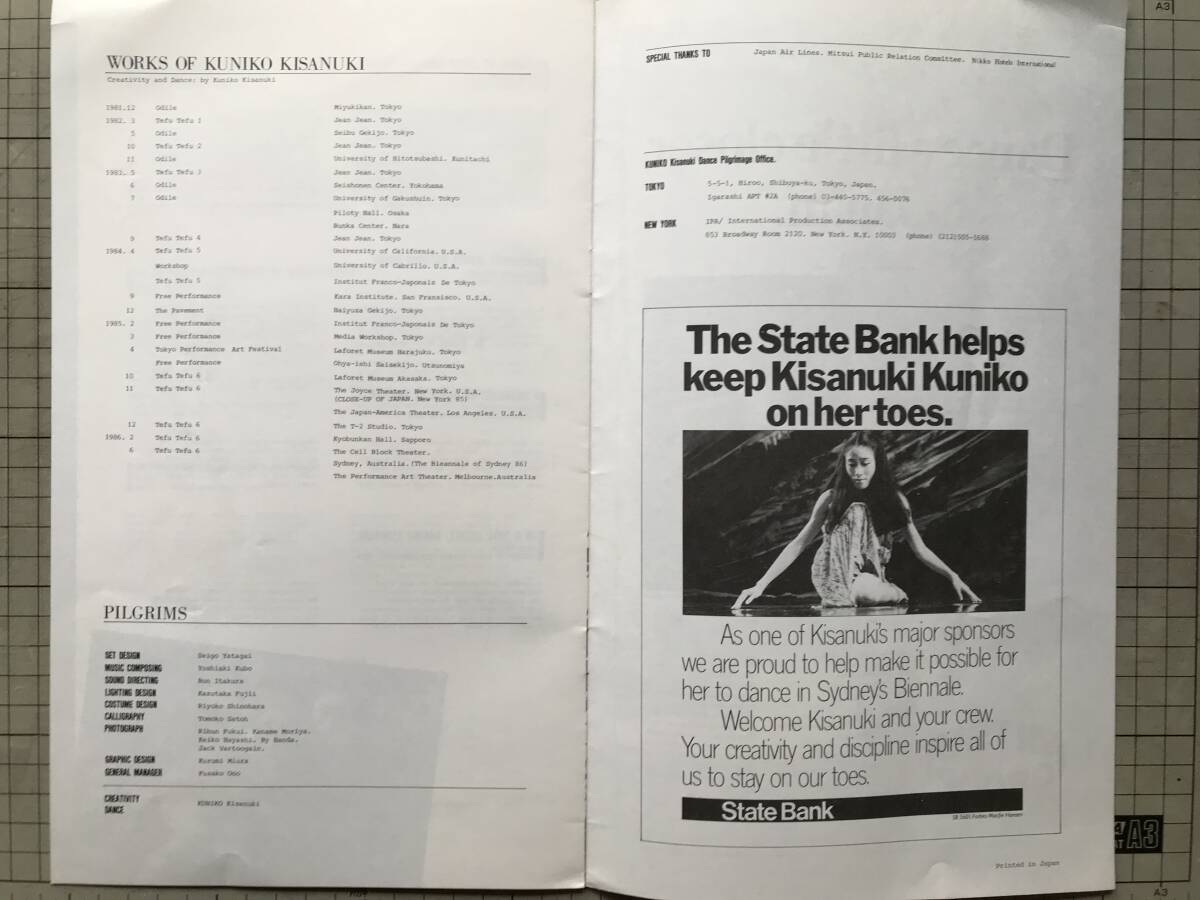 WORKS OF KUNIKO KISANUKI
Creativity and Dance: by Kuniko Kisanuki
1981.12 Odile Miyukikan. Tokyo
1982. 3 Tefu Tefu 1 Jean Jean. Tokyo
5 Odile Seibu Gekijo. Tokyo
10 Tefu Tefu 2 Jean Jean. Tokyo
11 Odile University of Hitotsubashi. Kunitachi
1983. 5 Tefu Tefu 3 Jean Jean. Tokyo
6 Odile Seishonen Center. Yokohama
7 Odile University of Gakushuin. Tokyo
Piloty Hall. Osaka
Bunka Center. Nara
9 Tefu Tefu 4 Jean Jean. Tokyo
1984. 4 Tefu Tefu 5 University of California. U.S.A.
Workshop University of Cabrillo. U.S.A.
Tefu Tefu 5 Institut Franco-Japonais De Tokyo
9 Free Performance Kara Institute. San Fransisco. U.S.A.
12 The Pavement Haiyuza Gekijo. Tokyo
1985. 2 Free Performance Institut Franco-Japonais De Tokyo
3 Free Performance Media Workshop. Tokyo
4 Tokyo Performance Art Festival Laforet Museum Harajuku. Tokyo
Free Performance Ohya-ishi Saisekijo. Utsunomiya
10 Tefu Tefu 6 Laforet Museum Akasaka. Tokyo
11 Tefu Tefu 6 The Joyce Theater. New York. U.S.A.
(CLOSE-UP OF JAPAN. New York 85)
The Japan-America Theater. Los Angeles. U.S.A.
12 Tefu Tefu 6 The T-2 Studio. Tokyo
1986. 2 Tefu Tefu 6 Kyobunkan Hall. Sapporo
6 Tefu Tefu 6 The Cell Block Theater.
Sydney, Australia.(The Bieannale of Sydney 86)
The Performance Art Theater. Melbourne.Australia
PILGRIMS
SET DESIGN Seigo Yatagai
MUSIC COMPOSING Yoshiaki Kubo
SOUND DIRECTING Run Itakura
LIGHTING DESIGN Kazutaka Fujii
COSTUME DESIGN Riyoko Shinohara
CALLIGRAPHY Tomoko Satoh
PHOTOGRAPH Rikun Fukui. Kaname Moriya.
Keiko Hayashi. By Banda.
Jack Vartoogain.
GRAPHIC DESIGN Kurumi Miura
GENERAL MANAGER Fusako Ono
CREATIVITY
DANCE KUNIKO Kisanuki
SPECIAL THANKS TO Japan Air Lines. Mitsui Public Relation Committee. Nikko Hotels International
KUNIKO Kisanuki Dance Pilgrimage Office.
TOKYO 5-5-1, Hiroo, Shibuya-ku, Tokyo, Japan.
Igarashi APT #2A (phone) 03-445-5775. 456-0076
NEW YORK IPA/ International Production Associates.
853 Broadway Room 2120. New York. N.Y. 10003 (phone) (212)505-1688
The State Bank helps
keep Kisanuki Kuniko
on her toes.
As one of Kisanuki's major sponsors
we are proud to help make it possible for
her to dance in Sydney's Biennale.
Welcome Kisanuki and your crew.
Your creativity and discipline inspire all of
us to stay on our toes.
State Bank
Printed in Japan
A3
A3
A3